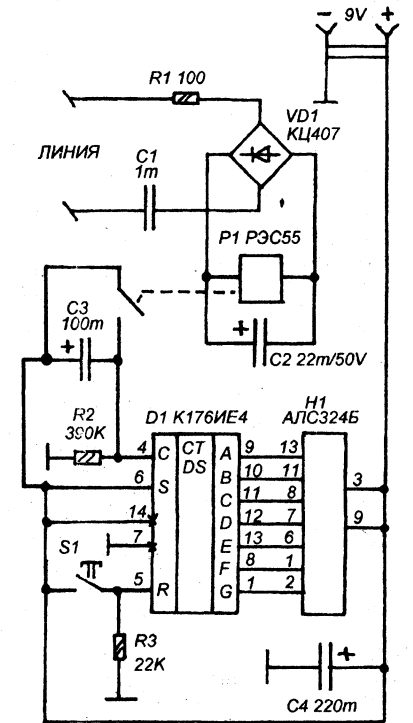 − 9V +
R1 100
VD1
КЦ407
ЛИНИЯ
C1
1m
P1 РЭС55
C3
100m
+
+
C2 22m/50V
R2
390K
D1 К176ИЕ4
H1
АЛС324Б
4 C CT A 9 13
DS
6 S B 10 11 3
C 11 8
14 D 12 7 9
7 E 13 6
F 8 1
S1
5 R G 1 2
R3
22K
+
C4 220m